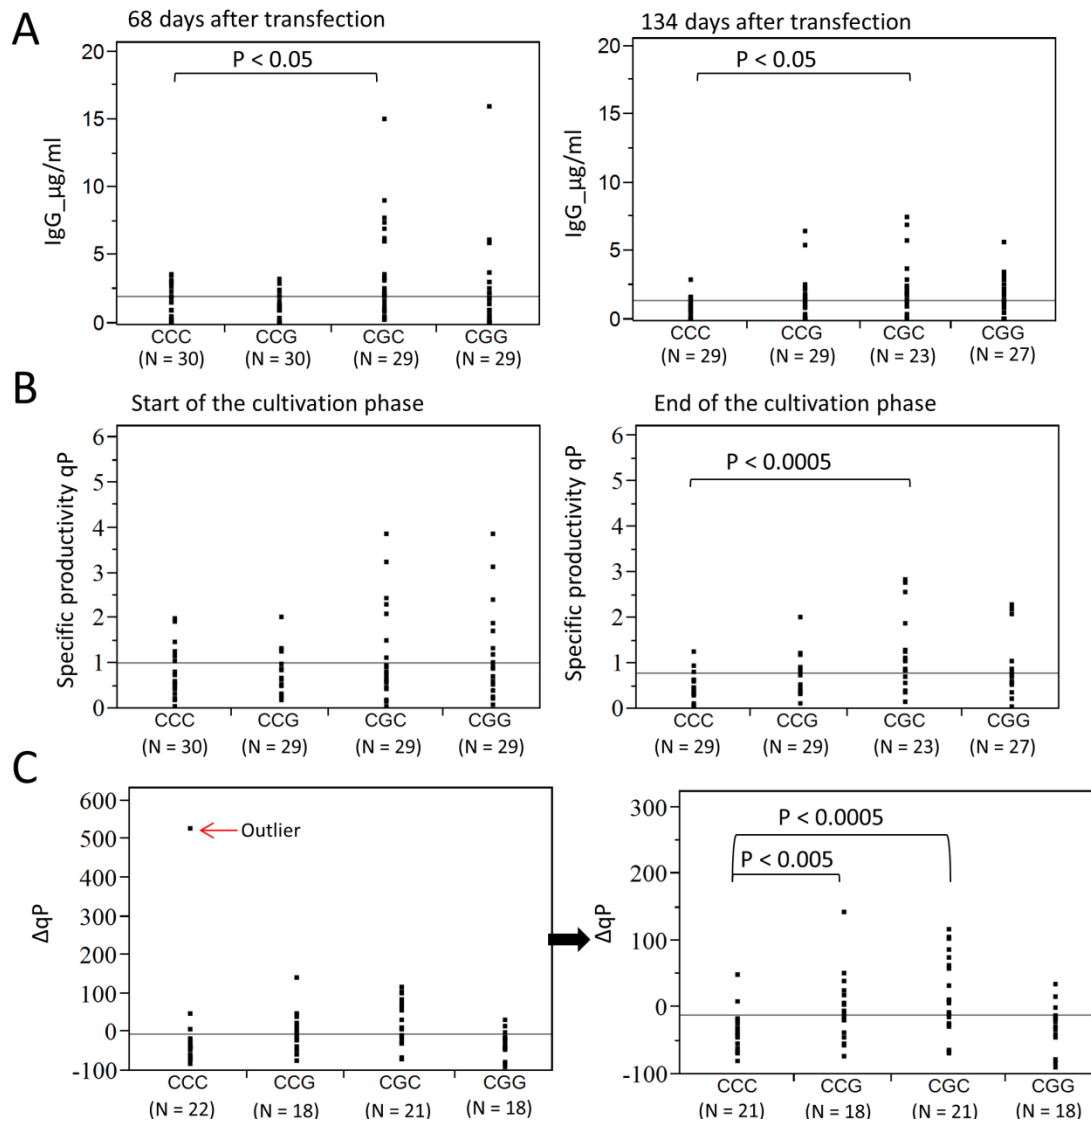 A
68 days after transfection
134 days after transfection
20
15
10
5
0
IgG_µg/ml
P < 0.05
CCC CCG CGC CGG
(N = 30) (N = 30) (N = 29) (N = 29)
20
15
10
5
0
IgG_µg/ml
P < 0.05
CCC CCG CGC CGG
(N = 29) (N = 29) (N = 23) (N = 27)
B
Start of the cultivation phase
End of the cultivation phase
6
5
4
3
2
1
0
Specific productivity qP
CCC CCG CGC CGG
(N = 30) (N = 29) (N = 29) (N = 29)
6
5
4
3
2
1
0
Specific productivity qP
P < 0.0005
CCC CCG CGC CGG
(N = 29) (N = 29) (N = 23) (N = 27)
C
600
500
400
300
200
100
0
-100
ΔqP
Outlier
CCC CCG CGC CGG
(N = 22) (N = 18) (N = 21) (N = 18)
300
200
100
0
-100
ΔqP
P < 0.0005
P < 0.005
CCC CCG CGC CGG
(N = 21) (N = 18) (N = 21) (N = 18)